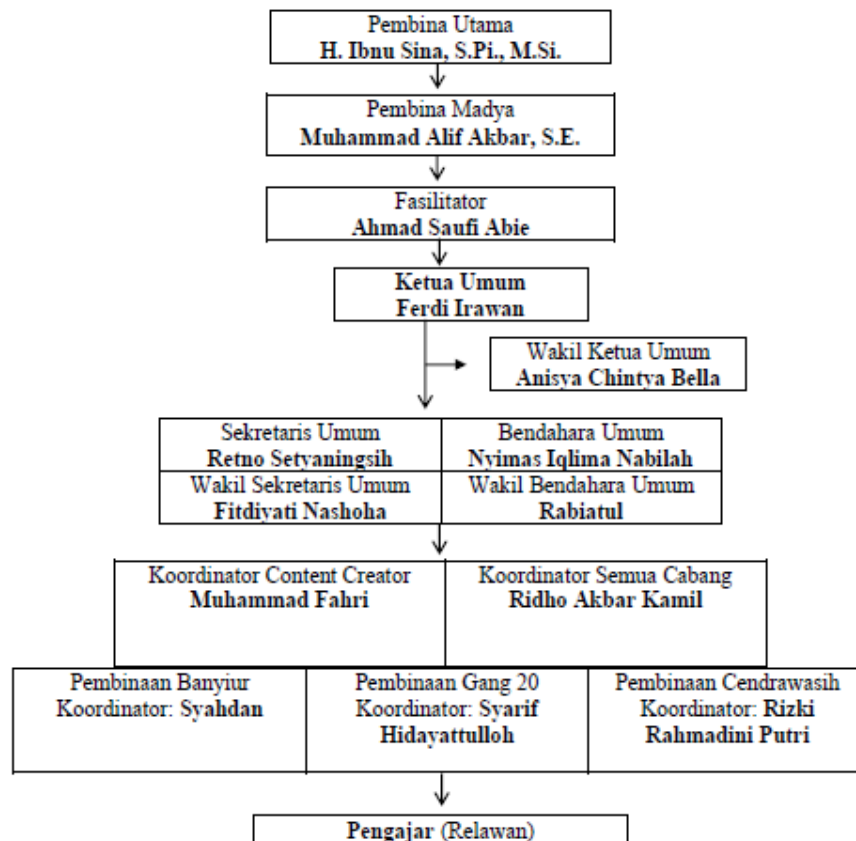 Pembina Utama
H. Ibnu Sina, S.Pi., M.Si.
Pembina Madya
Muhammad Alif Akbar, S.E.
Fasilitator
Ahmad Saufi Abie
Ketua Umum
Ferdi Irawan
Wakil Ketua Umum
Anisya Chintya Bella
Sekretaris Umum
Retno Setyaningsih
Bendahara Umum
Nyimas Iqlima Nabilah
Wakil Sekretaris Umum
Fitdiyati Nashoha
Wakil Bendahara Umum
Rabiatul
Koordinator Content Creator
Muhammad Fahri
Koordinator Semua Cabang
Ridho Akbar Kamil
Pembinaan Banyiur
Koordinator: Syahdan
Pembinaan Gang 20
Koordinator: Syarif
Hidayattulloh
Pembinaan Cendrawasih
Koordinator: Rizki
Rahmadini Putri
Pengajar (Relawan)